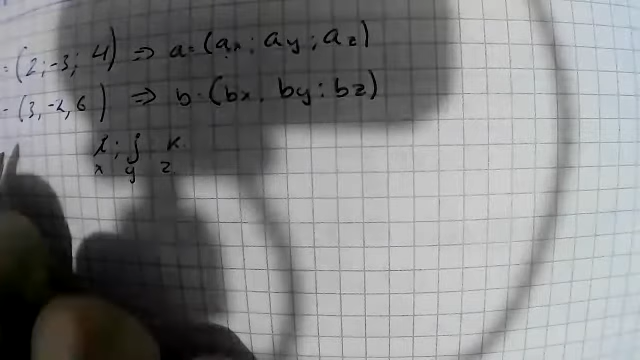 = (2; -3; 4) ⇒ a = (ax; ay; az)
= (3, -2, 6) ⇒ b = (bx, by; bz)
i; j k
x y z